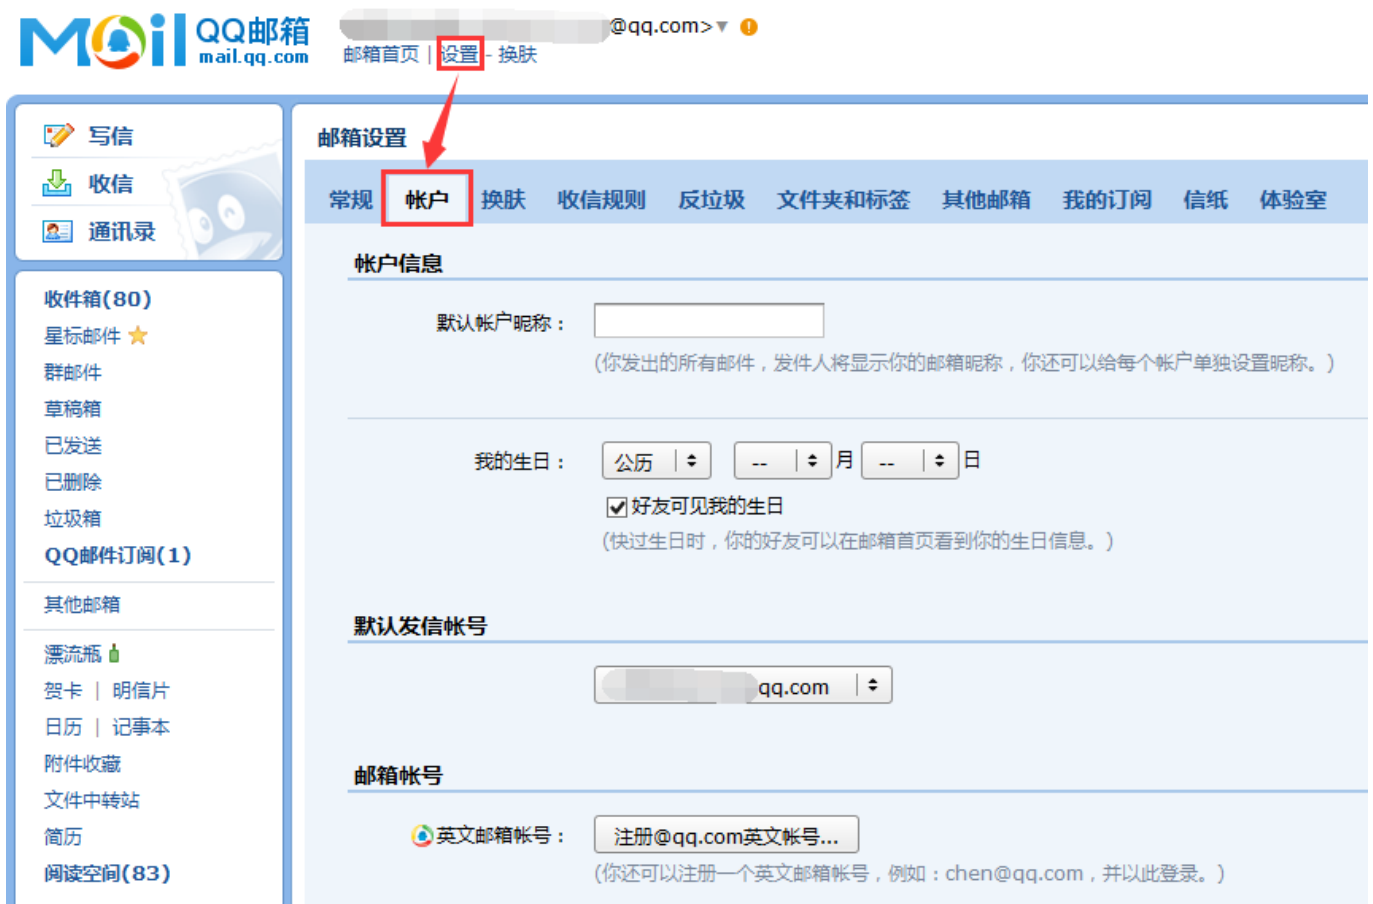 Mail QQ邮箱
mail.qq.com
@qq.com>
邮箱首页 | 设置 - 换肤
写信
收信
通讯录
收件箱(80)
星标邮件
群邮件
草稿箱
已发送
已删除
垃圾箱
QQ邮件订阅(1)
其他邮箱
漂流瓶
贺卡 | 明信片
日历 | 记事本
附件收藏
文件中转站
简历
阅读空间(83)
邮箱设置
常规 帐户 换肤 收信规则 反垃圾 文件夹和标签 其他邮箱 我的订阅 信纸 体验室
帐户信息
默认帐户昵称：
(你发出的所有邮件，发件人将显示你的邮箱昵称，你还可以给每个帐户单独设置昵称。)
我的生日： 公历 -- 月 -- 日
好友可见我的生日
(快过生日时，你的好友可以在邮箱首页看到你的生日信息。)
默认发信帐号
qq.com
邮箱帐号
英文邮箱帐号： 注册@qq.com英文帐号...
(你还可以注册一个英文邮箱帐号，例如：chen@qq.com，并以此登录。)